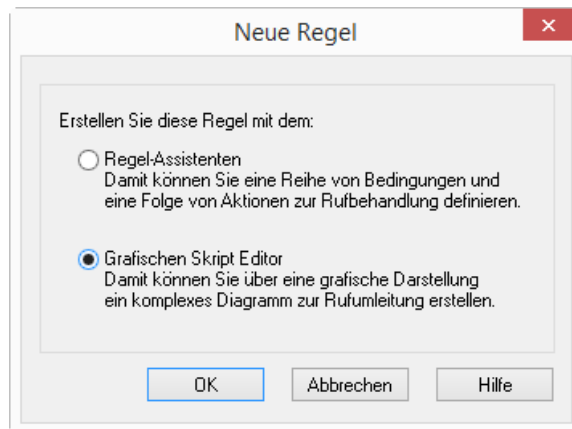 Neue Regel
Erstellen Sie diese Regel mit dem:
Regel-Assistenten
Damit können Sie eine Reihe von Bedingungen und
eine Folge von Aktionen zur Rufbehandlung definieren.
Grafischen Skript Editor
Damit können Sie über eine grafische Darstellung
ein komplexes Diagramm zur Rufumleitung erstellen.
OK
Abbrechen
Hilfe